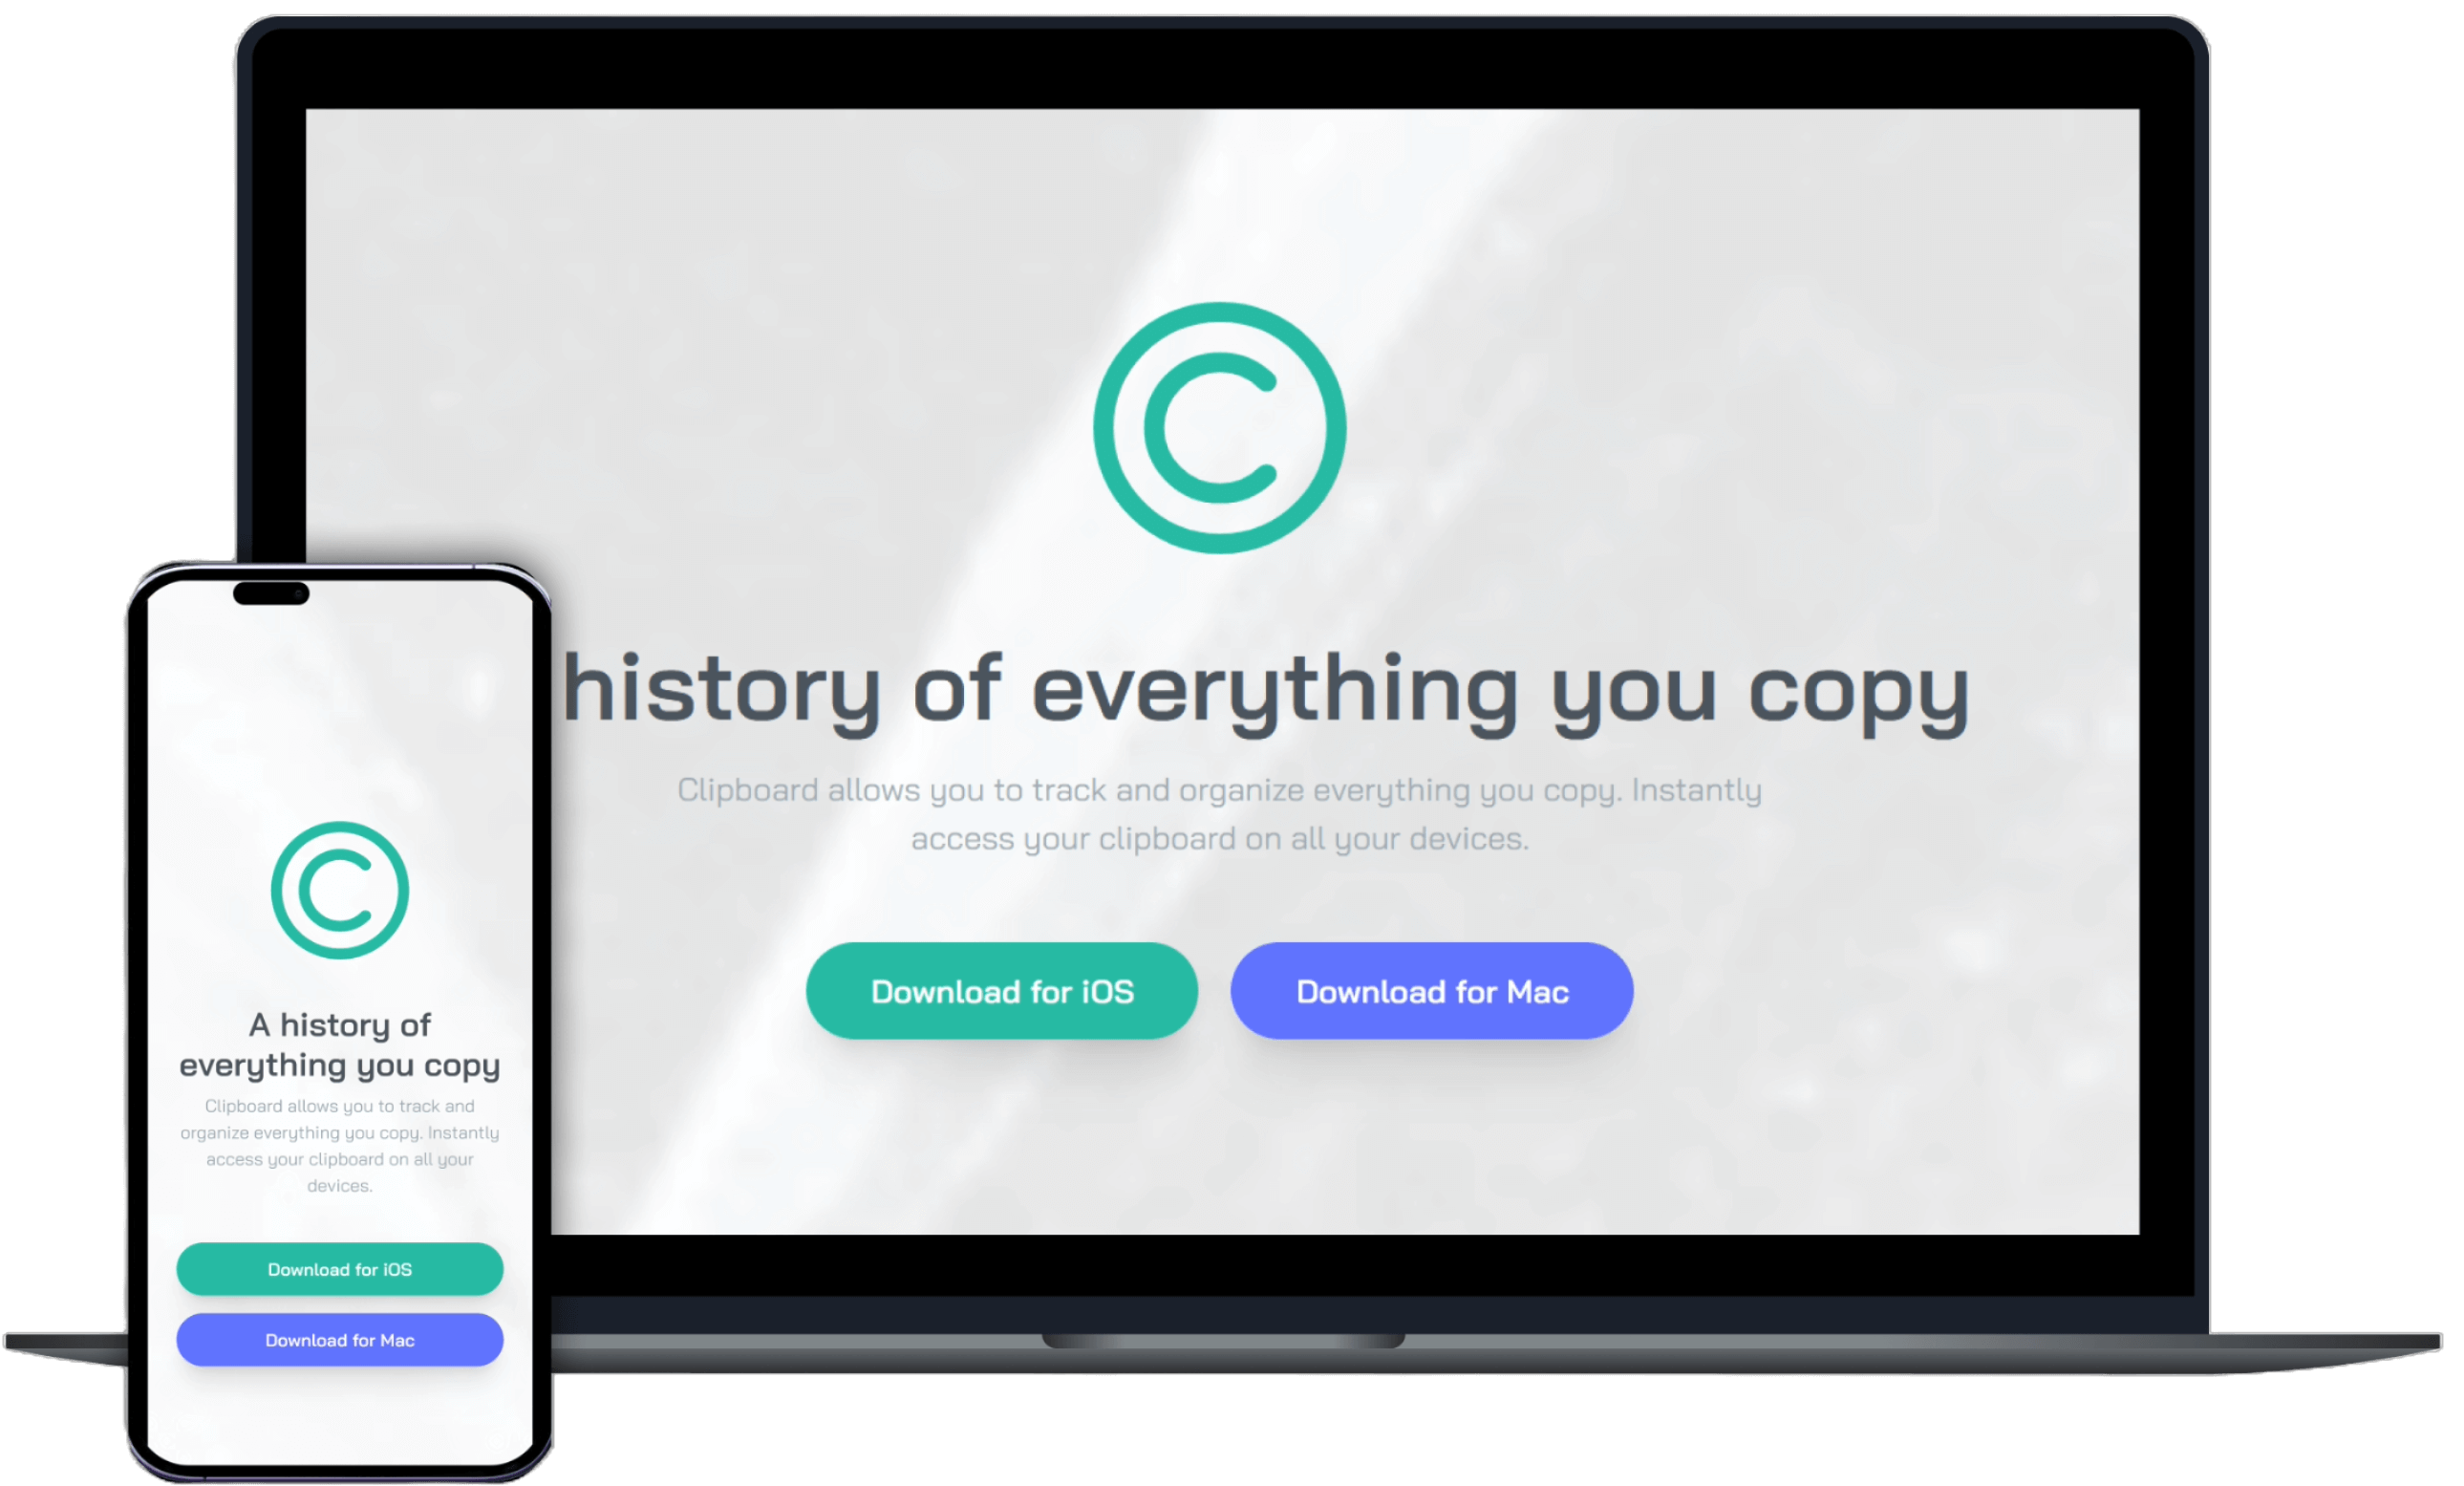 history of everything you copy
Clipboard allows you to track and organize everything you copy. Instantly
access your clipboard on all your devices.
Download for iOS
Download for Mac
C
A history of
everything you copy
Clipboard allows you to track and
organize everything you copy. Instantly
access your clipboard on all your
devices.
Download for iOS
Download for Mac